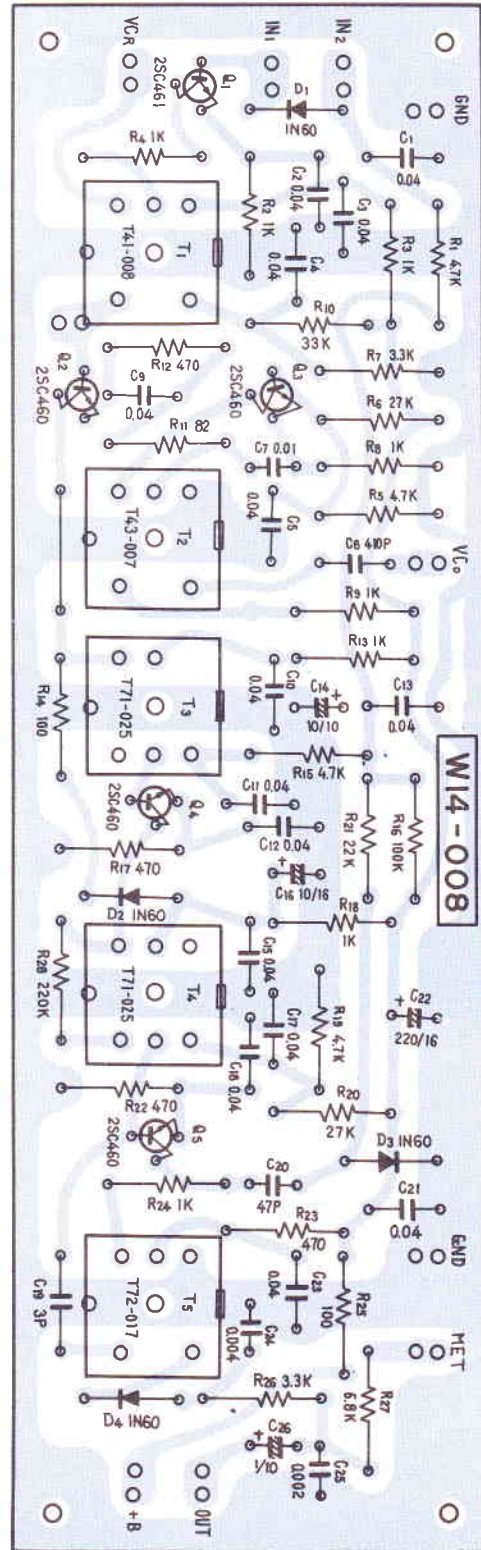 VCR
IN1
IN2
GND
2SC461
Q1
D1
IN60
R4 1K
C1
0.04
C2 0.04
C3 0.04
R2 1K
R3 1K
R1 4.7K
T41-008
T1
C4
0.04
R10
33K
R12 470
R7 3.3K
Q2
2SC460
C9
0.04
Q3
2SC460
R6 27K
R11 82
C7 0.01
R8 1K
R5 4.7K
T43-007
T2
C5
0.04
C8 410P
VCO
R9 1K
R13 1K
R14 100
T71-025
T3
C10
0.04
C14 +
10/10
C13
0.04
R15 4.7K
W14-008
2SC460
Q4
C11 0.04
C12 0.04
R21 22K
R16 100K
R17 470
+
C16 10/16
D2 IN60
R18
1K
R28 220K
T71-025
T4
C15 0.04
C17 0.04
C18 0.04
R19 4.7K
+ C22
220/16
R22 470
R20
27K
2SC460
Q5
D3 IN60
R24 1K
C20
47P
C21
0.04
R23
470
GND
C19 3P
T72-017
T5
C23
0.04
R25
100
C24
0.004
MET
R26 3.3K
R27
6.8K
D4 IN60
+ C26
1/10
C25
0.002
+B
OUT